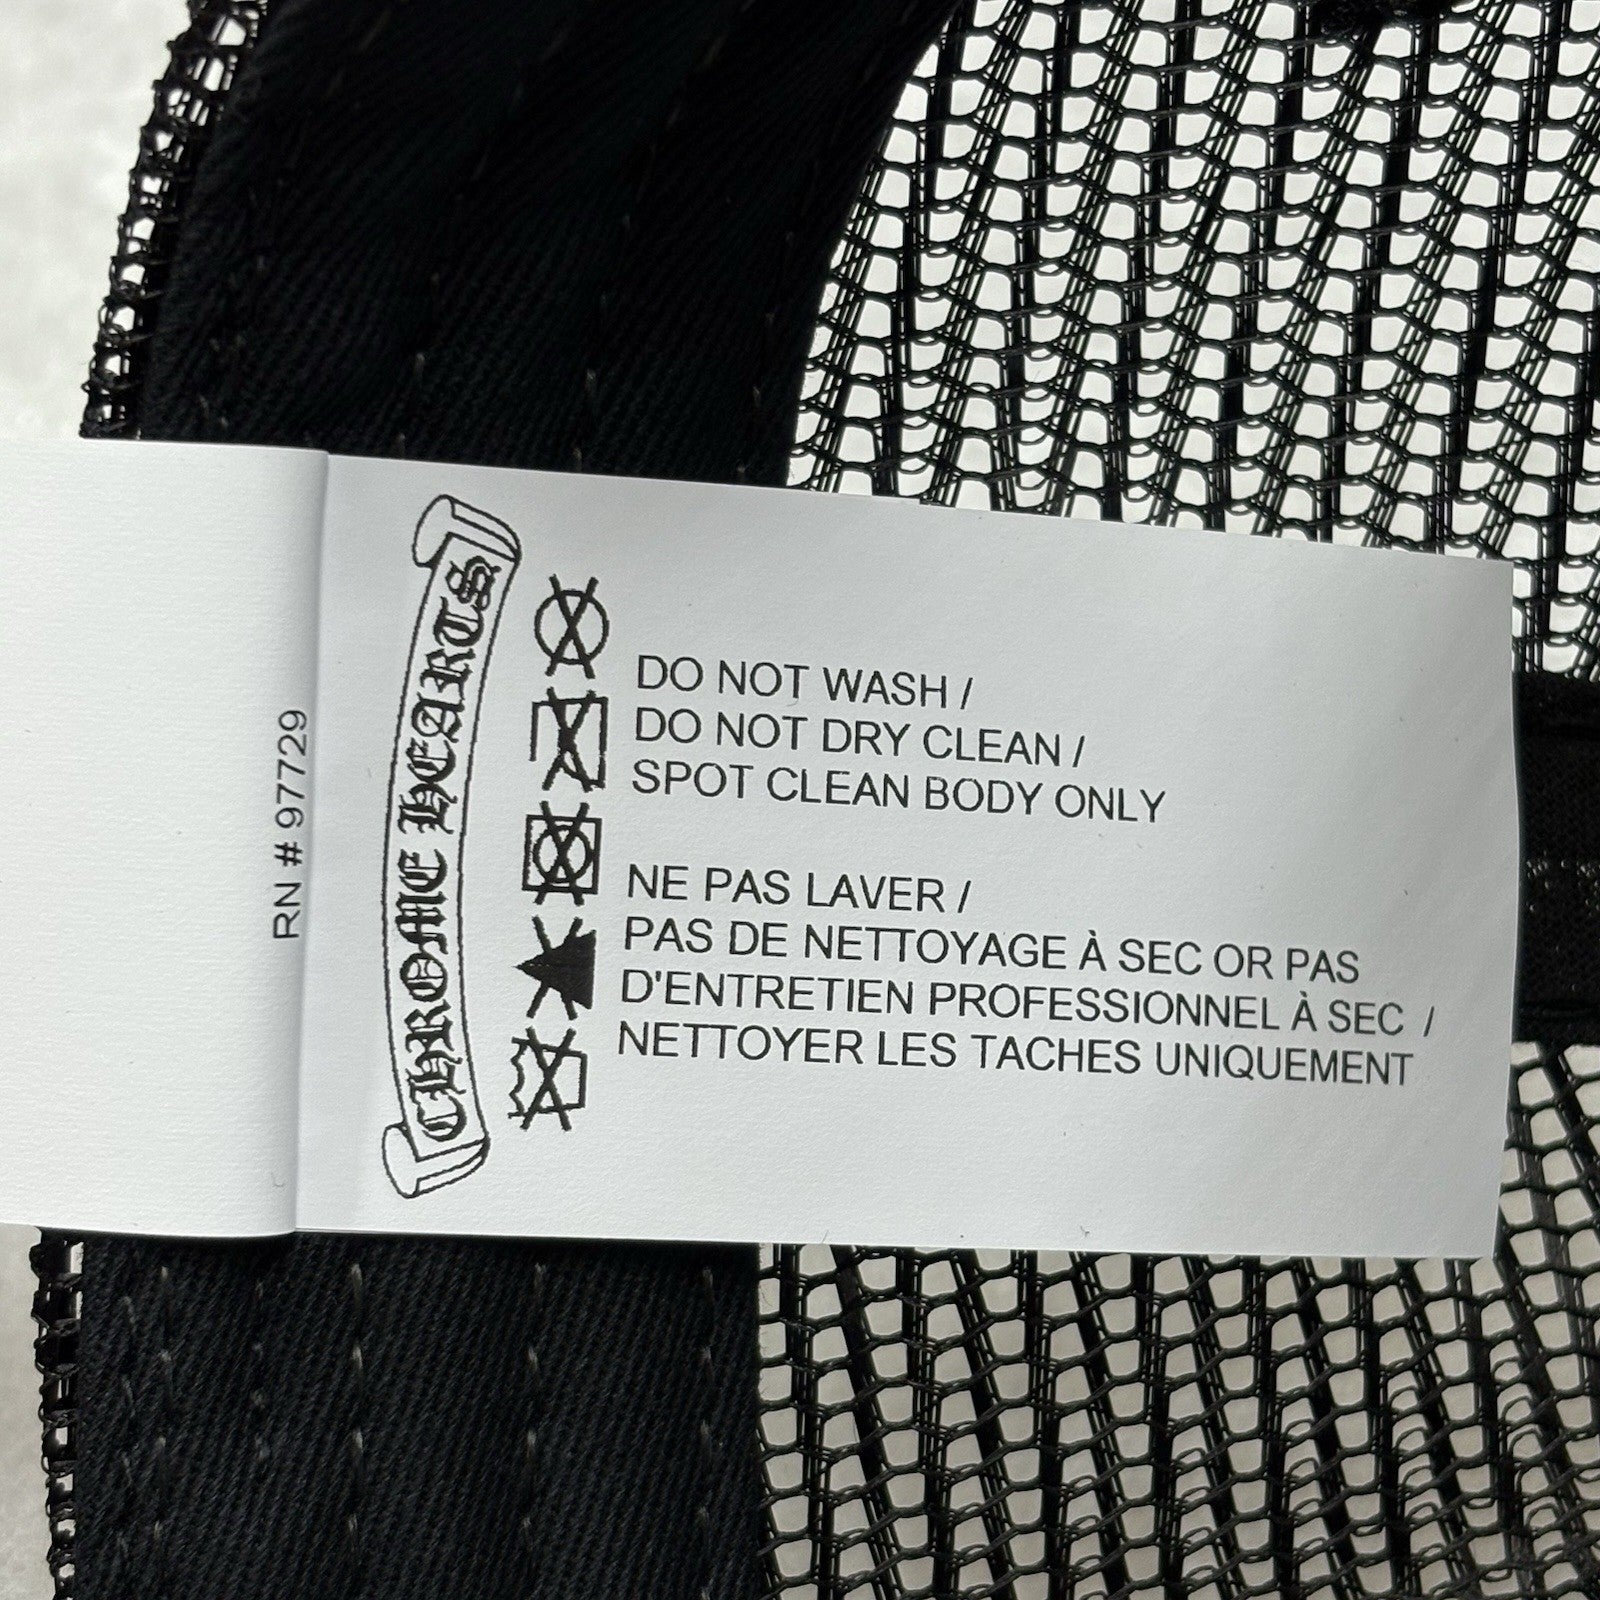 RN # 97729
CHROME HEARTS
DO NOT WASH /
DO NOT DRY CLEAN /
SPOT CLEAN BODY ONLY
NE PAS LAVER /
PAS DE NETTOYAGE À SEC OR PAS
D'ENTRETIEN PROFESSIONNEL À SEC /
NETTOYER LES TACHES UNIQUEMENT